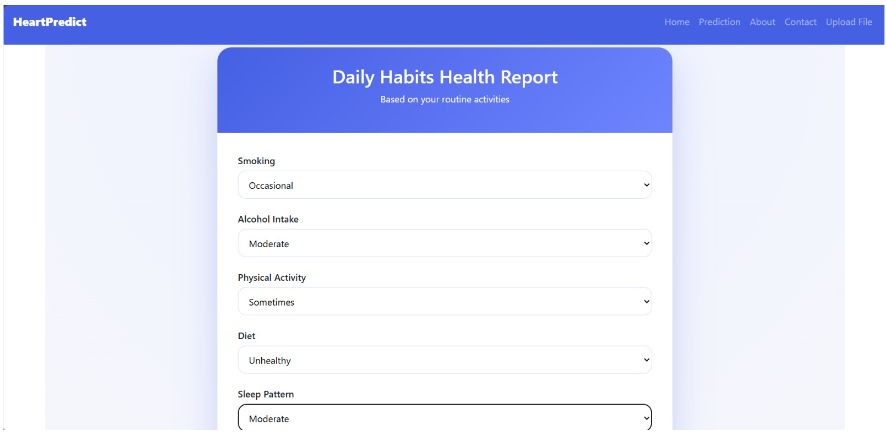 HeartPredict
Home Prediction About Contact Upload File
Daily Habits Health Report
Based on your routine activities
Smoking
Occasional
Alcohol Intake
Moderate
Physical Activity
Sometimes
Diet
Unhealthy
Sleep Pattern
Moderate